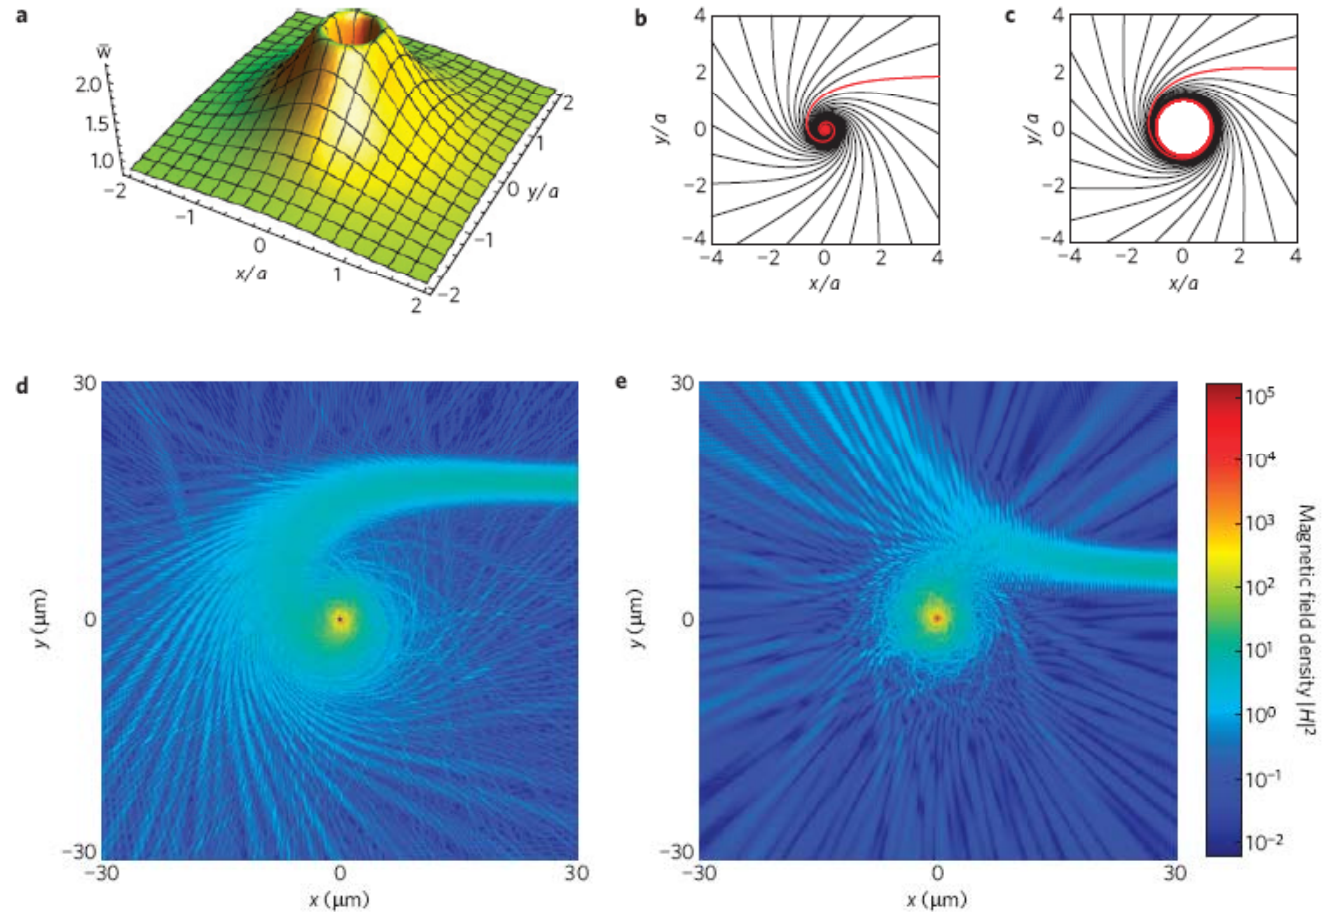 a
w̄
2.0
1.5
1.0
−2
−1
0
1
2
x/a
2
1
0
−1
−2
y/a
b
4
2
0
−2
−4
y/a
−4 −2 0 2 4
x/a
c
4
2
0
−2
−4
y/a
−4 −2 0 2 4
x/a
d
30
0
−30
y (μm)
−30 0 30
x (μm)
e
30
0
−30
y (μm)
−30 0 30
x (μm)
10⁵
10⁴
10³
10²
10¹
10⁰
10⁻¹
10⁻²
Magnetic field density |H|²